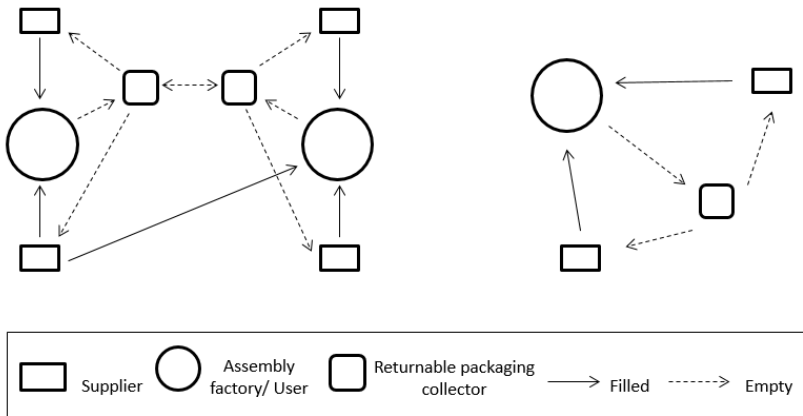 Supplier
Assembly
factory/ User
Returnable packaging
collector
Filled
Empty